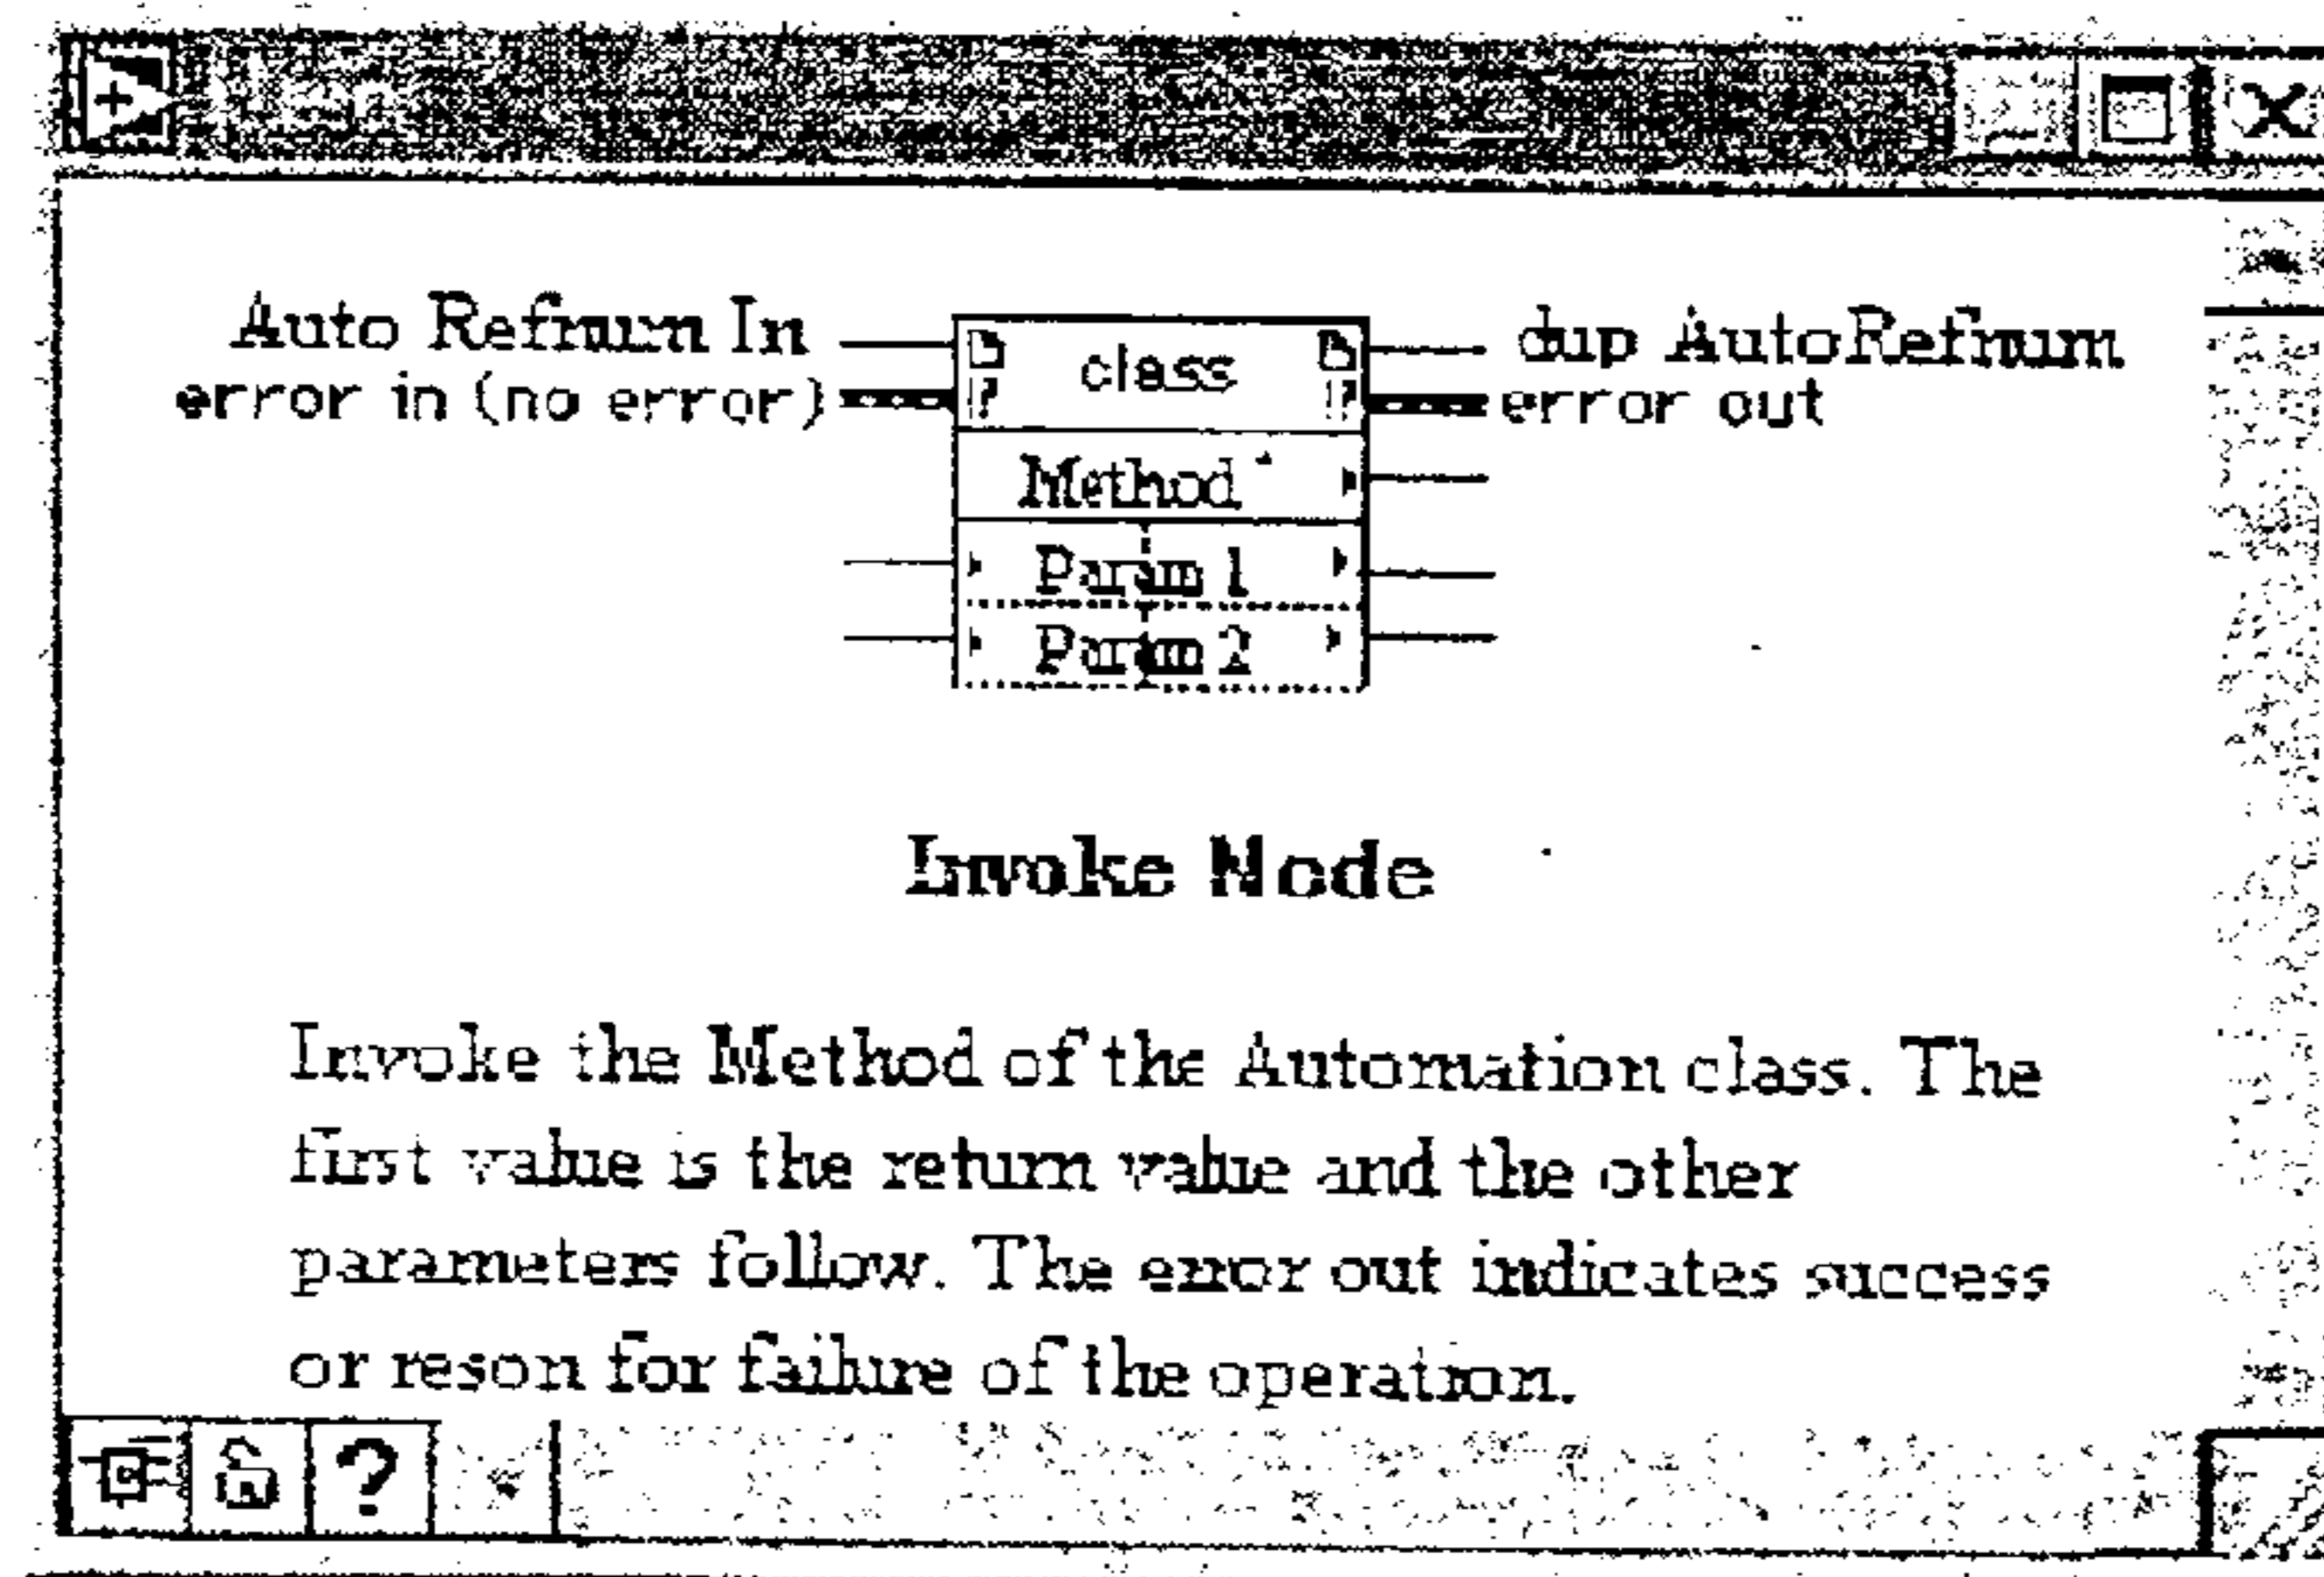 Auto Refnum In class dup AutoRefnum
error in (no error) error out
Method
Param 1
Param 2
Invoke Node
Invoke the Method of the Automation class. The
first value is the return value and the other
parameters follow. The error out indicates success
or reson for failure of the operation.
?